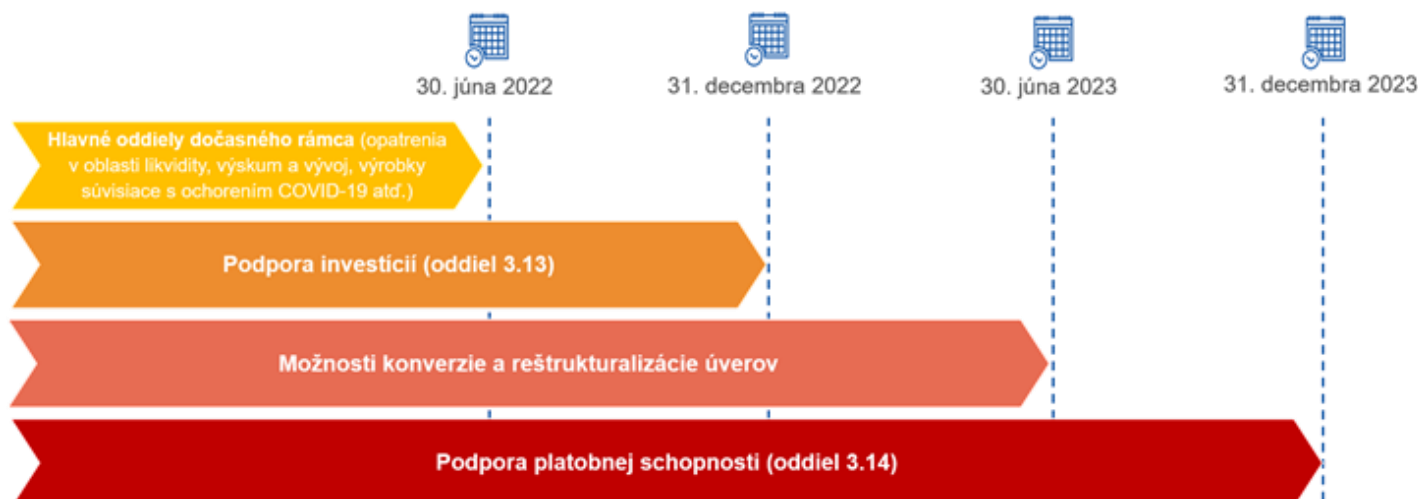 30. júna 2022
31. decembra 2022
30. júna 2023
31. decembra 2023
Hlavné oddiely dočasného rámca (opatrenia
v oblasti likvidity, výskum a vývoj, výrobky
súvisiace s ochorením COVID-19 atď.)
Podpora investícií (oddiel 3.13)
Možnosti konverzie a reštrukturalizácie úverov
Podpora platobnej schopnosti (oddiel 3.14)